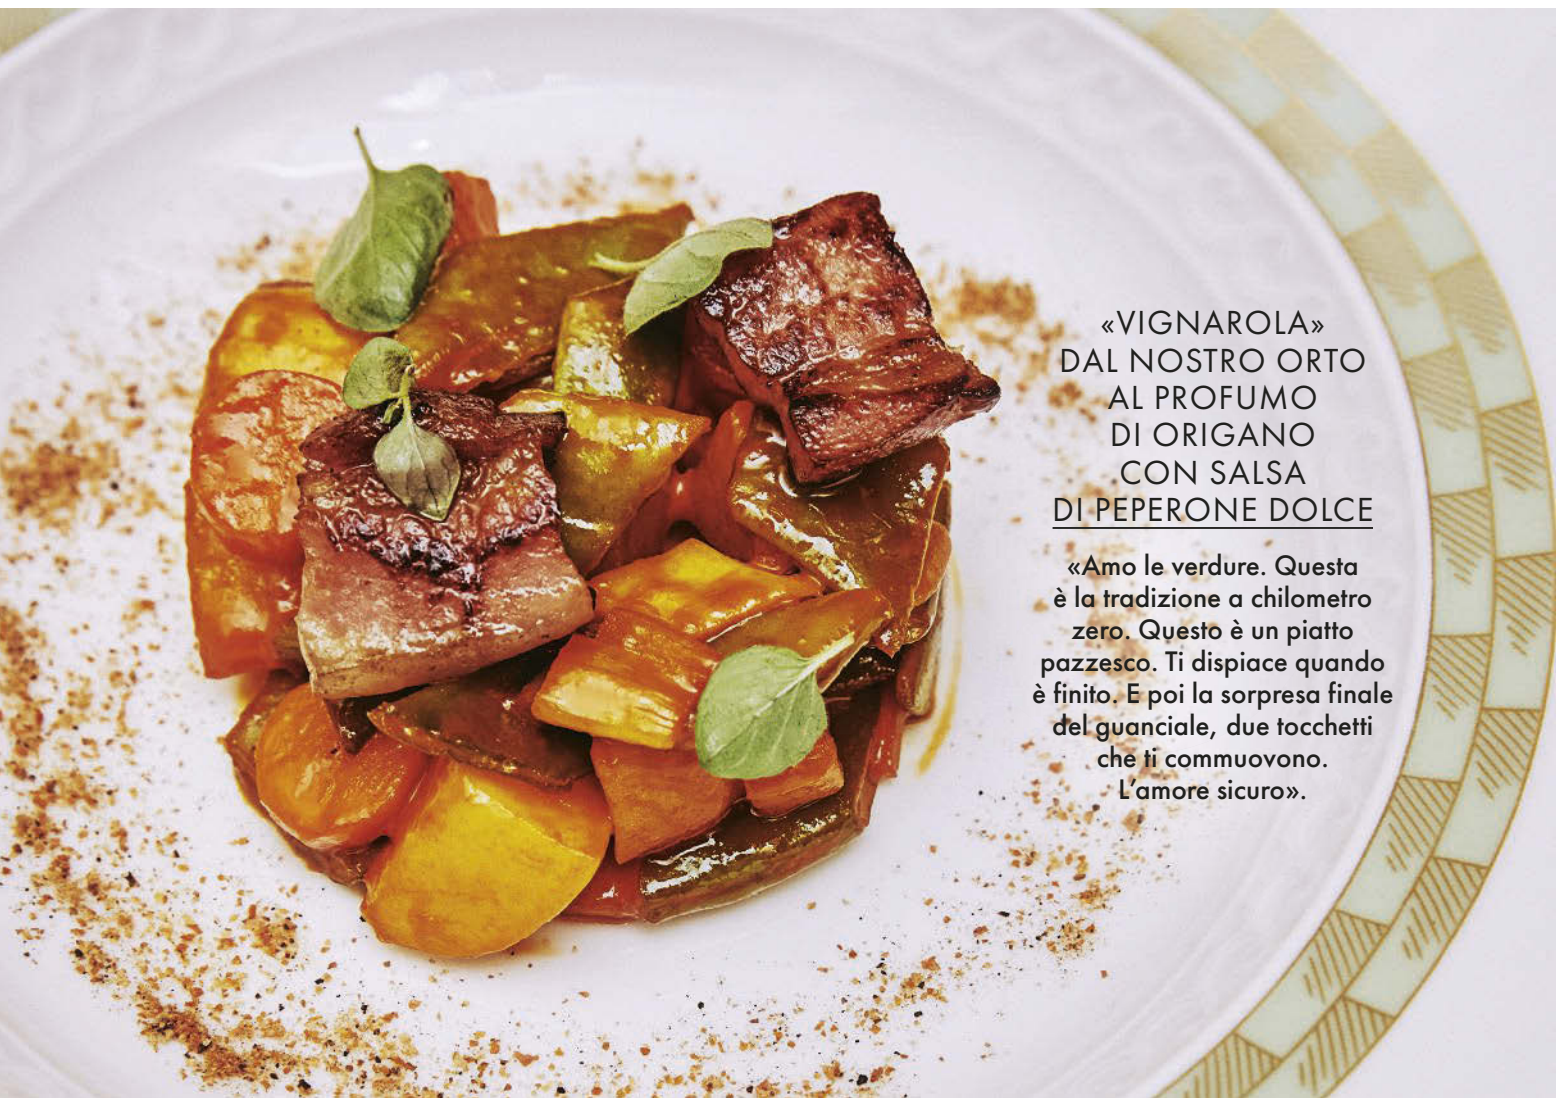 «VIGNAROLA»
DAL NOSTRO ORTO
AL PROFUMO
DI ORIGANO
CON SALSA
DI PEPERONE DOLCE
«Amo le verdure. Questa
è la tradizione a chilometro
zero. Questo è un piatto
pazzesco. Ti dispiace quando
è finito. E poi la sorpresa finale
del guanciale, due tocchetti
che ti commuovono.
L’amore sicuro».